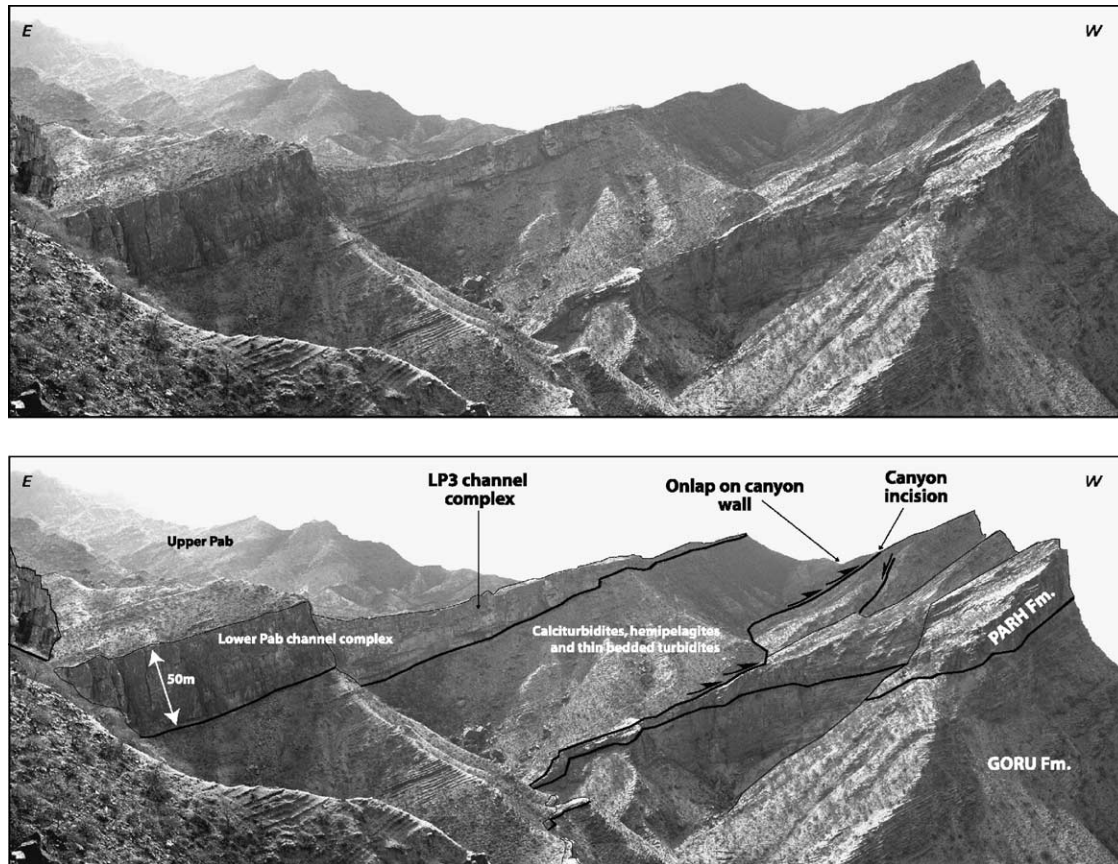 E
W
E
W
LP3 channel
complex
Onlap on canyon
wall
Canyon
incision
Upper Pab
Lower Pab channel complex
50m
Calciturbidites, hemipelagites
and thin bedded turbidites
PARH Fm.
GORU Fm.